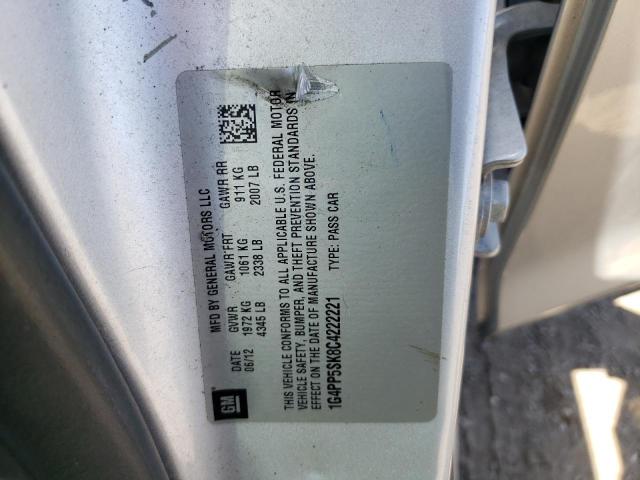 MFD BY GENERAL MOTORS LLC
DATE GVWR GAWR FRT GAWR RR
06/12 1972 KG 1061 KG 911 KG
4345 LB 2338 LB 2007 LB
THIS VEHICLE CONFORMS TO ALL APPLICABLE U.S. FEDERAL MOTOR
VEHICLE SAFETY, BUMPER, AND THEFT PREVENTION STANDARDS IN
EFFECT ON THE DATE OF MANUFACTURE SHOWN ABOVE.
1G4PP5SK8C4222221 TYPE: PASS CAR
GM